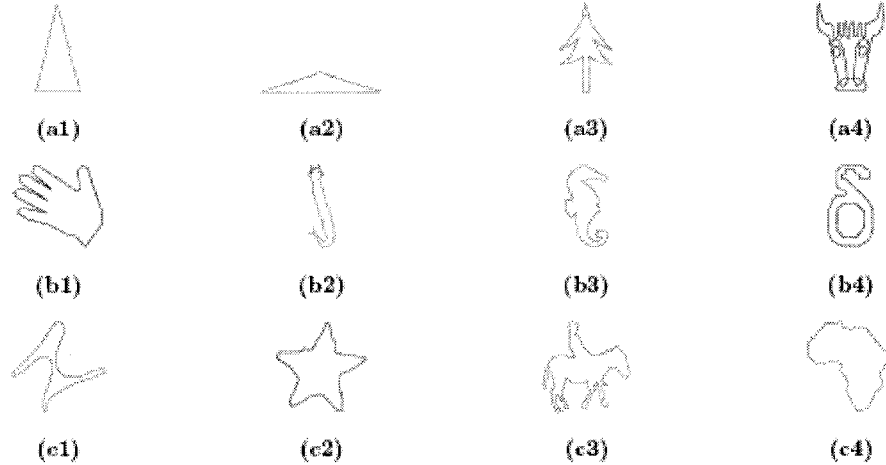 (a1) (a2) (a3) (a4)
(b1) (b2) (b3) (b4)
(c1) (c2) (c3) (c4)